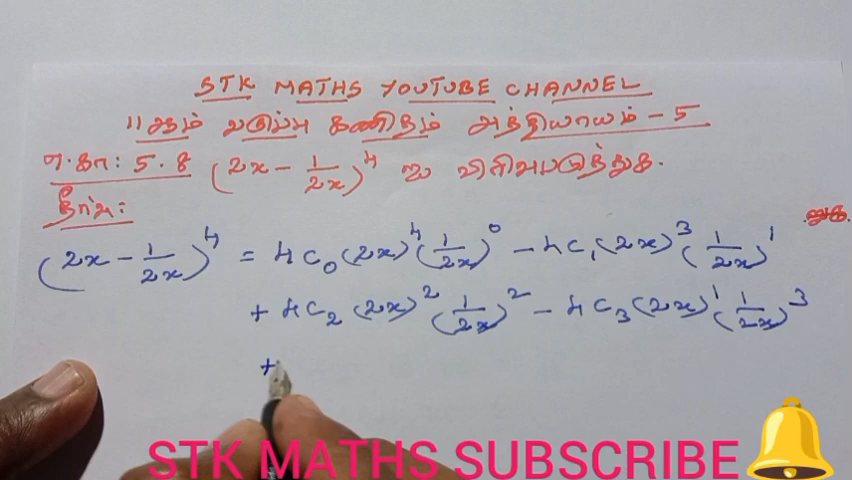 STK MATHS YOUTUBE CHANNEL
11ஆம் வகுப்பு கணிதம் அத்தியாயம் - 5
எ.கா: 5.8 (2x - 1/2x)^4 ஐ விரிவுபடுத்துக.
தீர்வு:
(2x - 1/2x)^4 = 4C₀ (2x)^4 (1/2x)^0 - 4C₁ (2x)^3 (1/2x)^1
+ 4C₂ (2x)^2 (1/2x)^2 - 4C₃ (2x)^1 (1/2x)^3
+
STK MATHS SUBSCRIBE